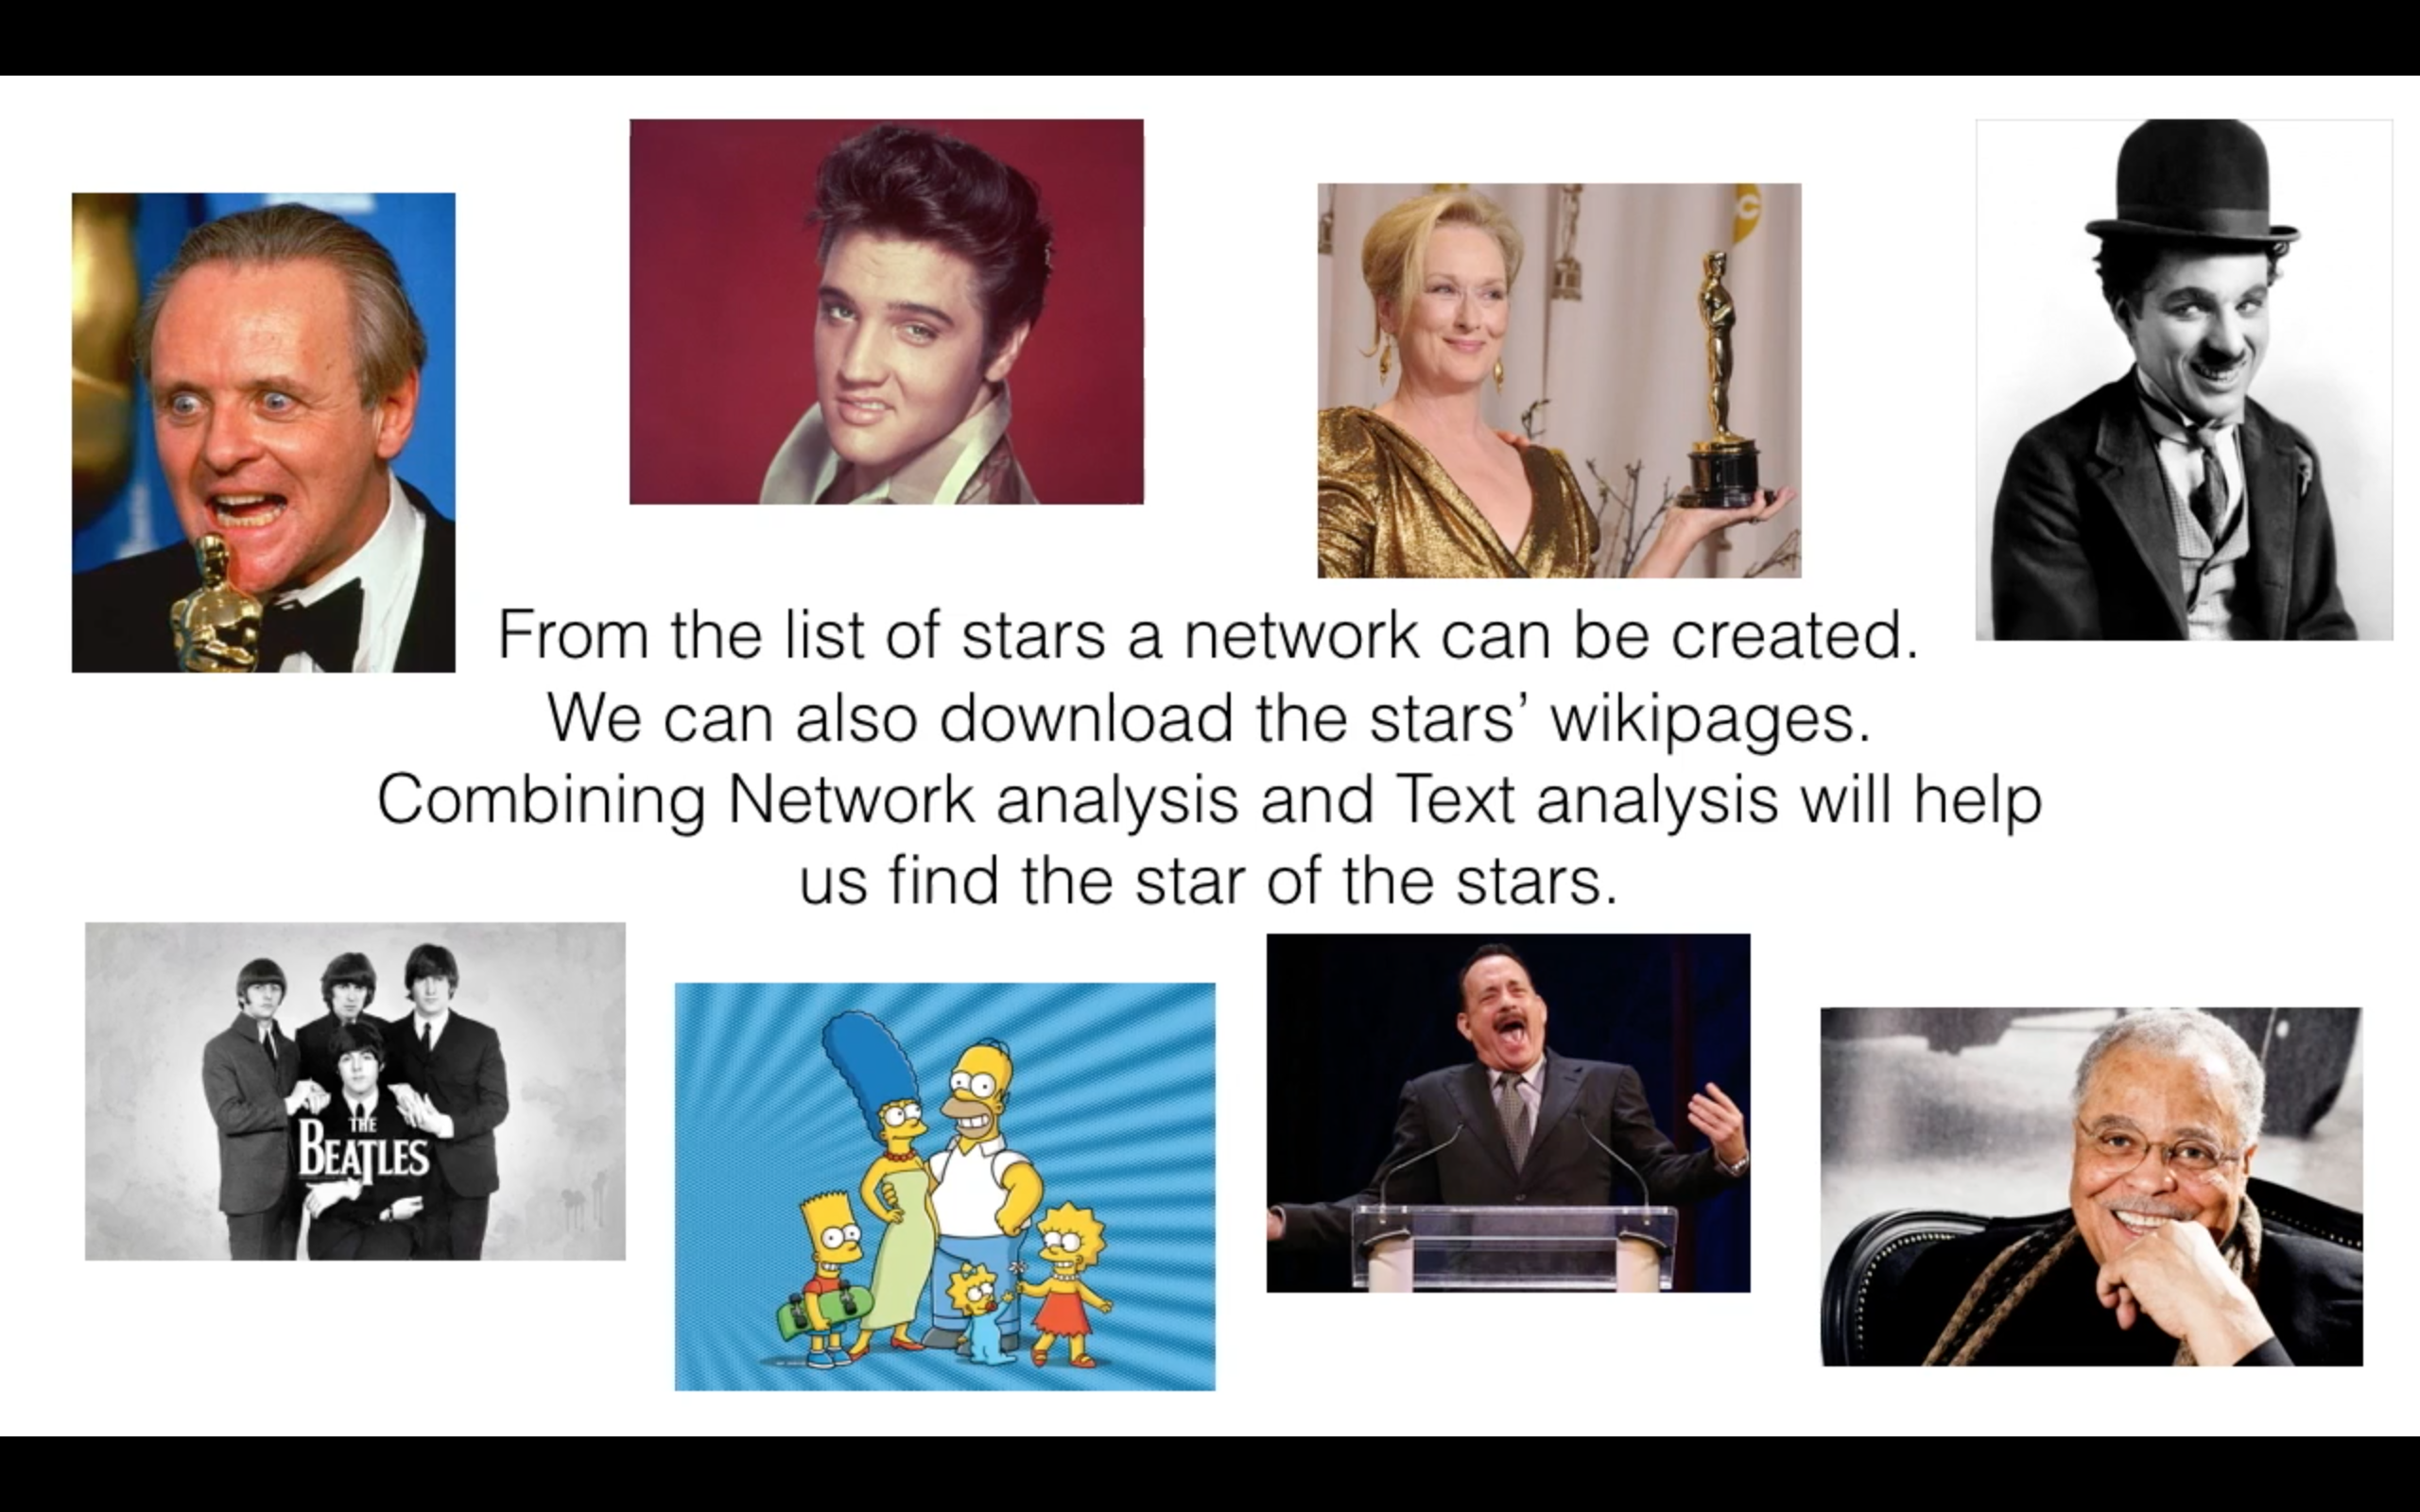 From the list of stars a network can be created.
We can also download the stars’ wikipages.
Combining Network analysis and Text analysis will help
us find the star of the stars.
THE
BEATLES